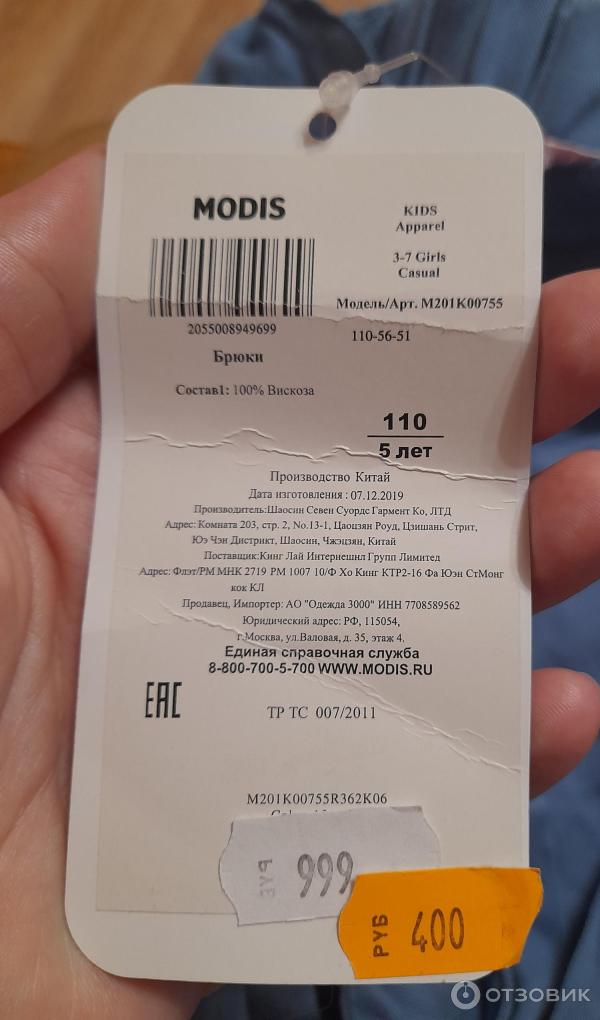 MODIS
KIDS
Apparel
3-7 Girls
Casual
Модель/Арт. M201K00755
2055008949699
110-56-51
Брюки
Состав1: 100% Вискоза
110
5 лет
Производство Китай
Дата изготовления : 07.12.2019
Производитель:Шаосин Севен Суордс Гармент Ко, ЛТД
Адрес: Комната 203, стр. 2, No.13-1, Цаоцзян Роуд, Цзишань Стрит,
Юэ Чэн Дистрикт, Шаосин, Чжэцзян, Китай
Поставщик:Кинг Лай Интернешнл Групп Лимитед
Адрес: Флэт/РМ МНК 2719 РМ 1007 10/Ф Хо Кинг КТР2-16 Фа Юэн СтМонг
кок КЛ
Продавец, Импортер: АО "Одежда 3000" ИНН 7708589562
Юридический адрес: РФ, 115054,
г.Москва, ул.Валовая, д. 35, этаж 4.
Единая справочная служба
8-800-700-5-700 WWW.MODIS.RU
EAC
ТР ТС 007/2011
M201K00755R362K06
РУБ 999
РУБ 400
ОТЗОВИК